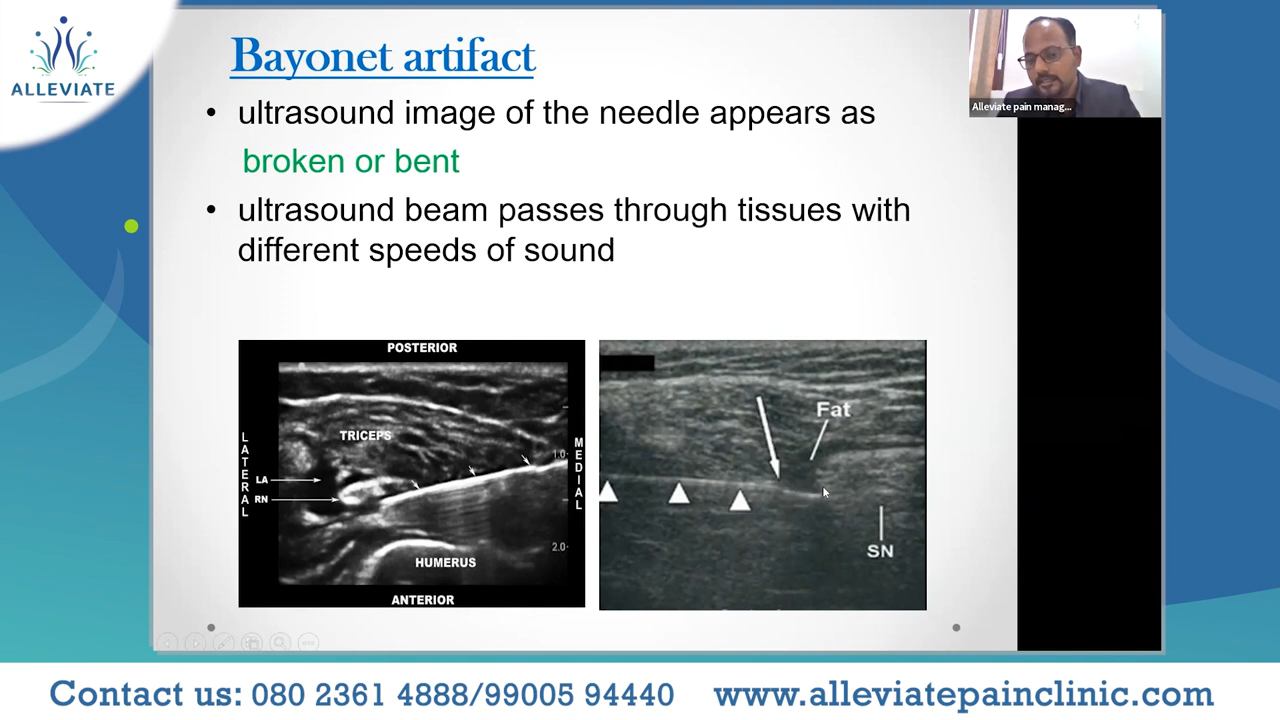 ALLEVIATE
Bayonet artifact
• ultrasound image of the needle appears as
broken or bent
• ultrasound beam passes through tissues with
different speeds of sound
Alleviate pain manag...
POSTERIOR
TRICEPS
LATERAL
MEDIAL
LA
RN
1.0
2.0
HUMERUS
ANTERIOR
Fat
SN
Contact us: 080 2361 4888/99005 94440
www.alleviatepainclinic.com